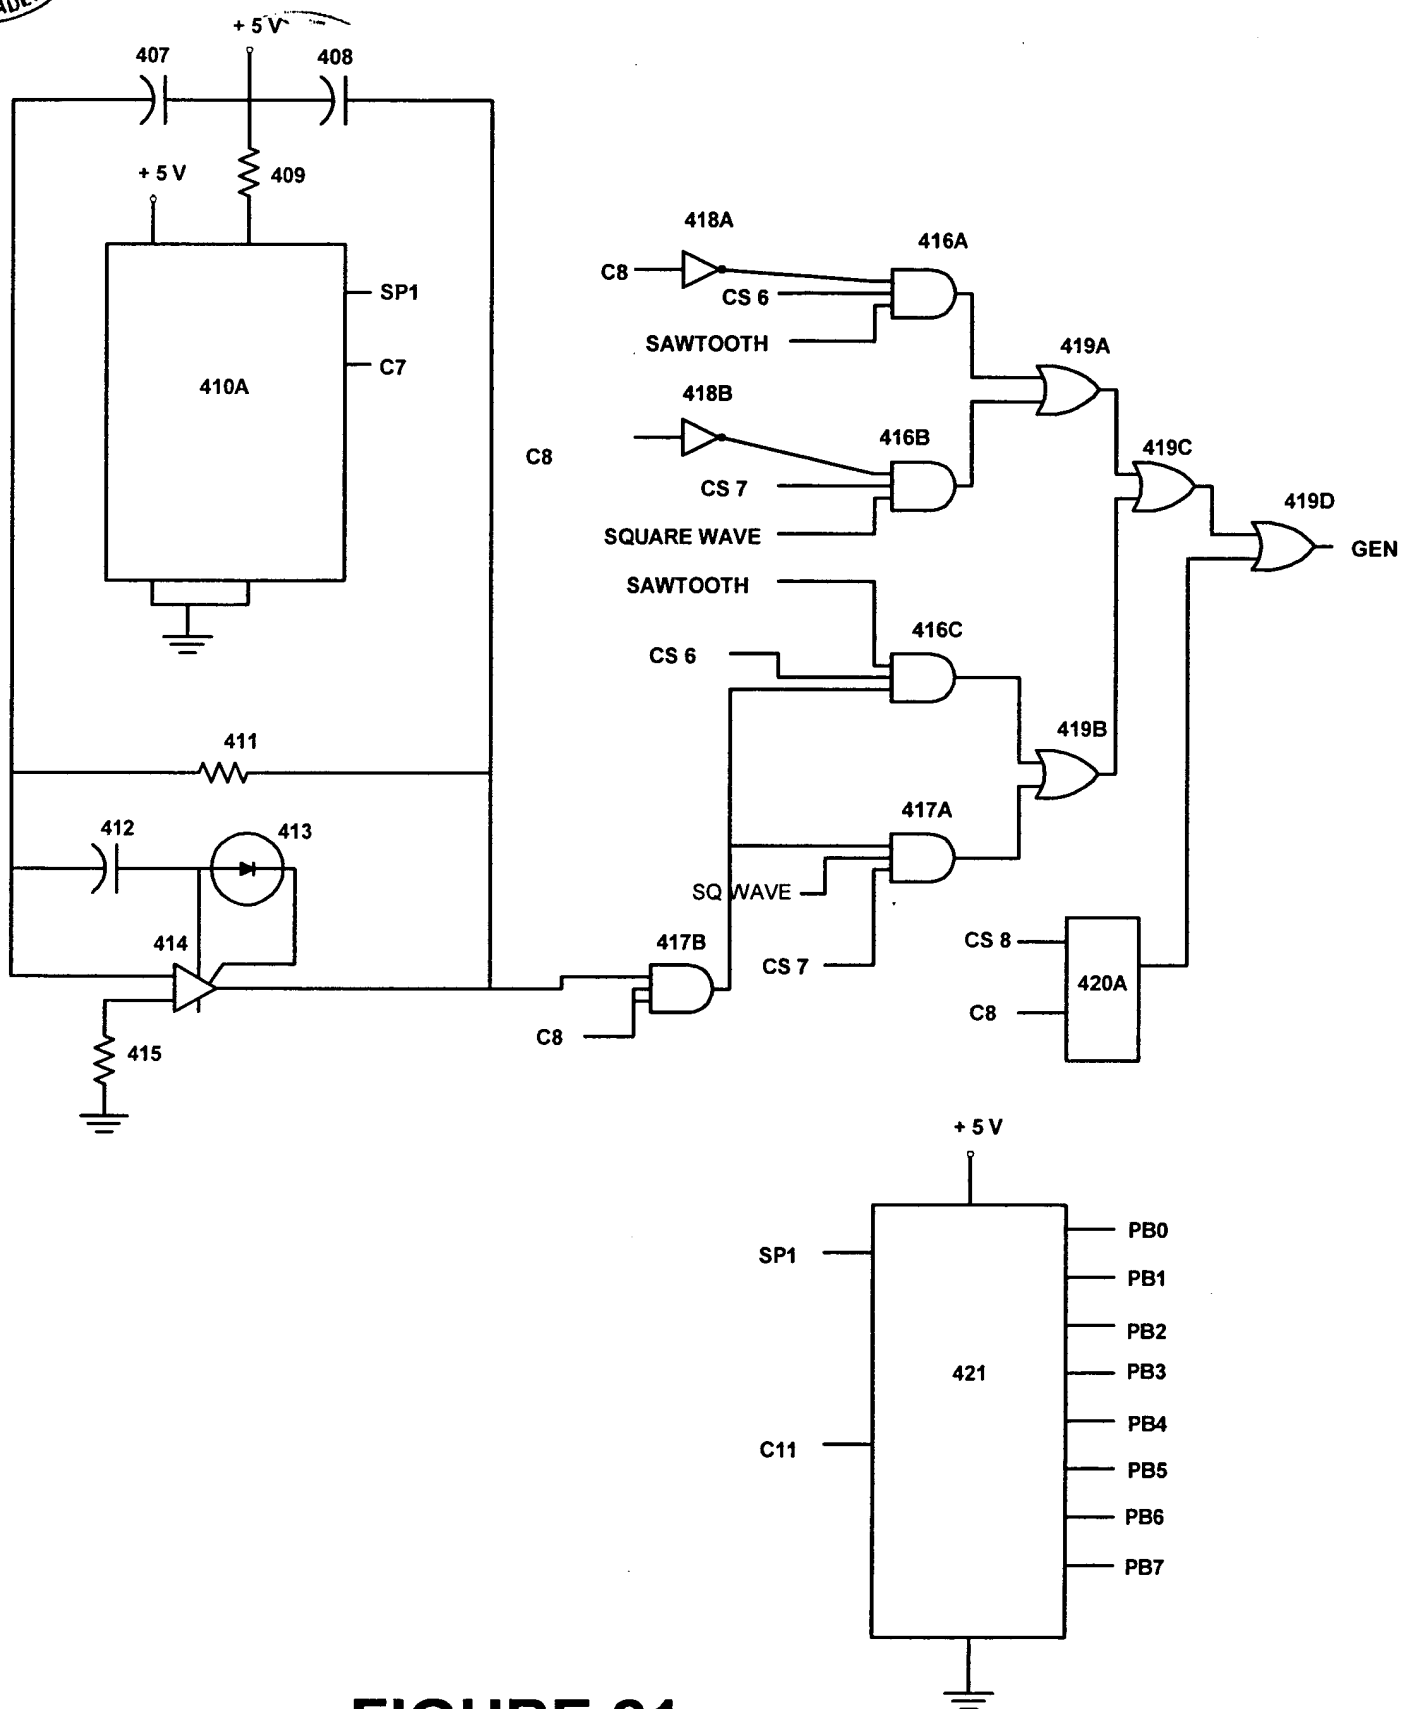 + 5 V
407
408
+ 5 V
409
SP1
C7
410A
411
412
413
414
415
418A
416A
C8
CS 6
SAWTOOTH
419A
418B
416B
C8
CS 7
SQUARE WAVE
419C
419D
GEN
SAWTOOTH
416C
CS 6
419B
417A
SQ WAVE
417B
CS 7
C8
CS 8
420A
C8
+ 5 V
SP1
421
C11
PB0
PB1
PB2
PB3
PB4
PB5
PB6
PB7